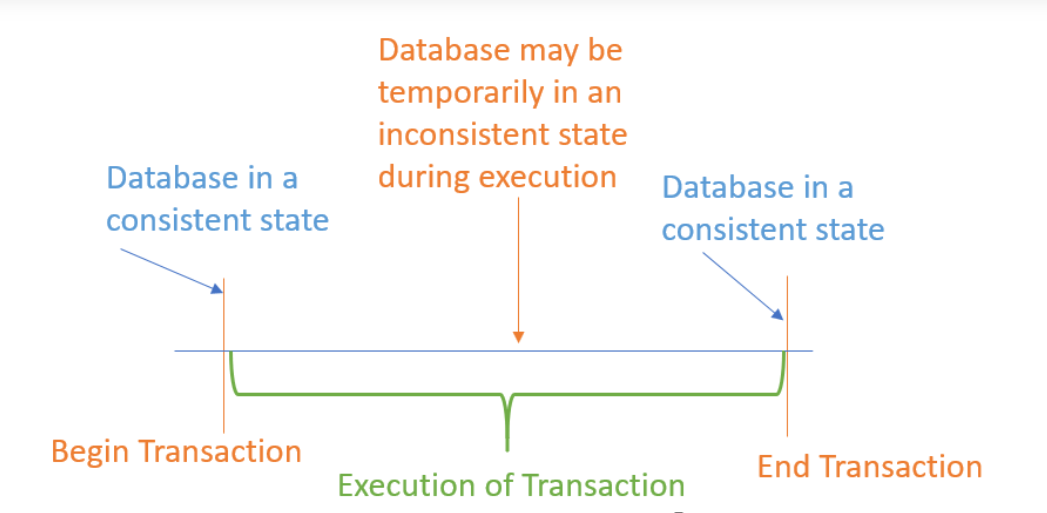 Database may be
temporarily in an
inconsistent state
during execution
Database in a
consistent state
Database in a
consistent state
Begin Transaction
Execution of Transaction
End Transaction